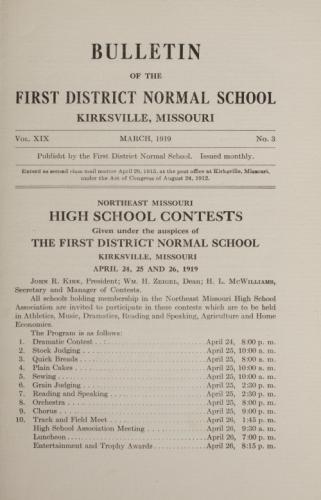 BULLETIN
OF THE
FIRST DISTRICT NORMAL SCHOOL
KIRKSVILLE, MISSOURI
VOL. XIX MARCH, 1919 No. 3
Publisht by the First District Normal School. Issued monthly.
Entered as second class mail matter April 29, 1915, at the post office at Kirksville, Missouri,
under the Act of Congress of August 24, 1912.
NORTHEAST MISSOURI
HIGH SCHOOL CONTESTS
Given under the auspices of
THE FIRST DISTRICT NORMAL SCHOOL
KIRKSVILLE, MISSOURI
APRIL 24, 25 AND 26, 1919
JOHN R. KIRK, President; WM. H. ZEIGEL, Dean; H. L. MCWILLIAMS,
Secretary and Manager of Contests.
All schools holding membership in the Northeast Missouri High School
Association are invited to participate in these contests which are to be held
in Athletics, Music, Dramatics, Reading and Speaking, Agriculture and Home
Economics.
The Program is as follows:
1. Dramatic Contest ..... April 24, 8:00 p. m.
2. Stock Judging ..... April 25, 10:00 a. m.
3. Quick Breads ..... April 25, 8:00 a. m.
4. Plain Cakes ..... April 25, 10:00 a. m.
5. Sewing ..... April 25, 10:00 a. m.
6. Grain Judging ..... April 25, 2:30 p. m.
7. Reading and Speaking ..... April 25, 2:30 p. m.
8. Orchestra ..... April 25, 8:00 p. m.
9. Chorus ..... April 25, 9:00 p. m.
10. Track and Field Meet ..... April 26, 1:45 p. m.
High School Association Meeting ..... April 26, 9:30 a. m.
Luncheon ..... April 26, 7:00 p. m.
Entertainment and Trophy Awards ..... April 26, 8:15 p. m.